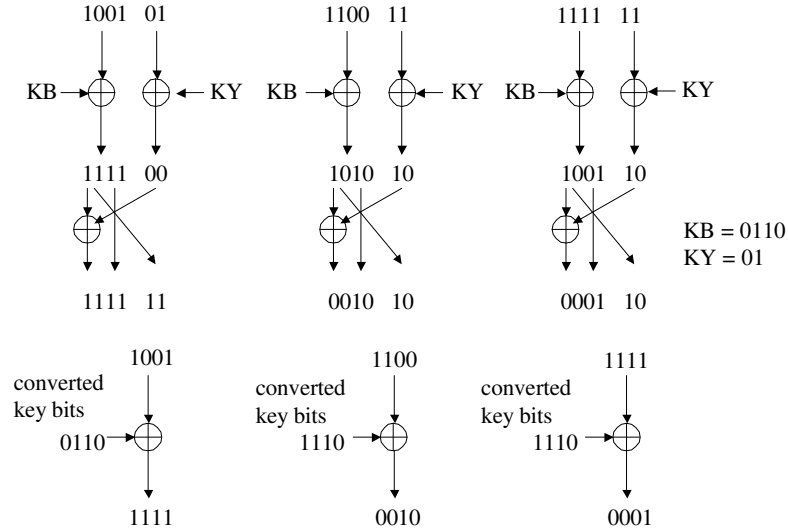 1001 01
1100 11
1111 11
KB
KY
KB
KY
KB
KY
1111 00
1010 10
1001 10
KB = 0110
KY = 01
1111 11
0010 10
0001 10
1001
1100
1111
converted
key bits
0110
converted
key bits
1110
converted
key bits
1110
1111
0010
0001